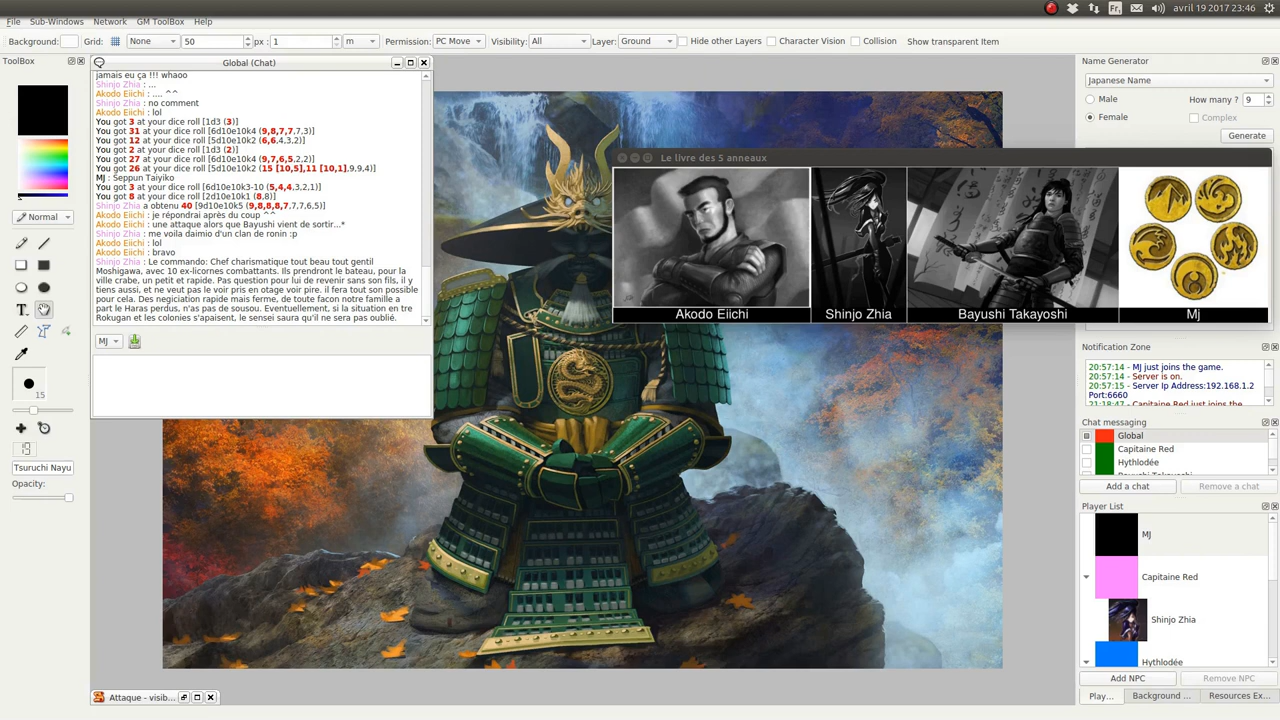 Fr
avril 19 2017 23:46
File Sub-Windows Network GM ToolBox Help
Background: Grid: None 50 px : 1 m Permission: PC Move Visibility: All Layer: Ground Hide other Layers Character Vision Collision Show transparent Item
ToolBox
Normal
15
Tsuruchi Nayu
Opacity:
Global (Chat)
jamais eu ça !!! whaoo
Shinjo Zhia : ...
Akodo Eiichi : .... ^^
Shinjo Zhia : no comment
Akodo Eiichi : lol
You got 3 at your dice roll [1d3 (3)]
You got 31 at your dice roll [6d10e10k4 (9,8,7,7,7,3)]
You got 12 at your dice roll [5d10e10k2 (6,6,4,3,2)]
You got 2 at your dice roll [1d3 (2)]
You got 27 at your dice roll [6d10e10k4 (9,7,6,5,2,2)]
You got 26 at your dice roll [5d10e10k2 (15 [10,5],11 [10,1],9,9,4)]
MJ : Seppun Taiyiko
You got 3 at your dice roll [6d10e10k3-10 (5,4,4,3,2,1)]
You got 8 at your dice roll [2d10e10k1 (8,8)]
Shinjo Zhia a obtenu 40 [9d10e10k5 (9,8,8,8,7,7,7,6,5)]
Akodo Eiichi : je répondrai après du coup ^^
Akodo Eiichi : une attaque alors que Bayushi vient de sortir...*
Shinjo Zhia : me voila daimio d'un clan de ronin :p
Akodo Eiichi : lol
Akodo Eiichi : bravo
Shinjo Zhia : Le commando: Chef charismatique tout beau tout gentil
Moshigawa, avec 10 ex-licornes combattants. Ils prendront le bateau, pour la
ville crabe, un petit et rapide. Pas question pour lui de revenir sans son fils, il y
tiens aussi, et ne veut pas le voir pris en otage voir pire. il fera tout son possible
pour cela. Des negiciation rapide mais ferme, de toute facon notre famille a
part le Haras perdus, n'a pas de sousou. Eventuellement, si la situation en tre
Rokugan et les colonies s'apaisent, le sensei saura qu'il ne sera pas oublié.
MJ
Attaque - visib...
Le livre des 5 anneaux
Akodo Eiichi Shinjo Zhia Bayushi Takayoshi Mj
Name Generator
Japanese Name
Male How many ? 9
Female Complex
Generate
Notification Zone
20:57:14 - MJ just joins the game.
20:57:14 - Server is on.
20:57:15 - Server Ip Address:192.168.1.2
Port:6660
21:18:47 - Capitaine Red just joins the
Chat messaging
Global
Capitaine Red
Hythlodée
Bayushi Takayoshi
Add a chat Remove a chat
Player List
MJ
Capitaine Red
Shinjo Zhia
Hythlodée
Add NPC Remove NPC
Play... Background ... Resources Ex...